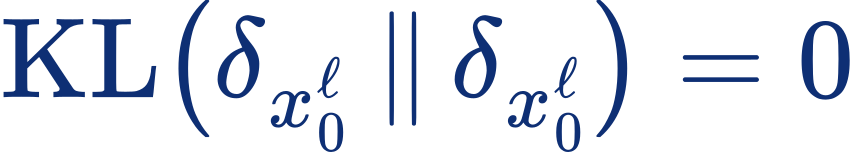 KL(δ_{x_0^ℓ} ∥ δ_{x_0^ℓ}) = 0